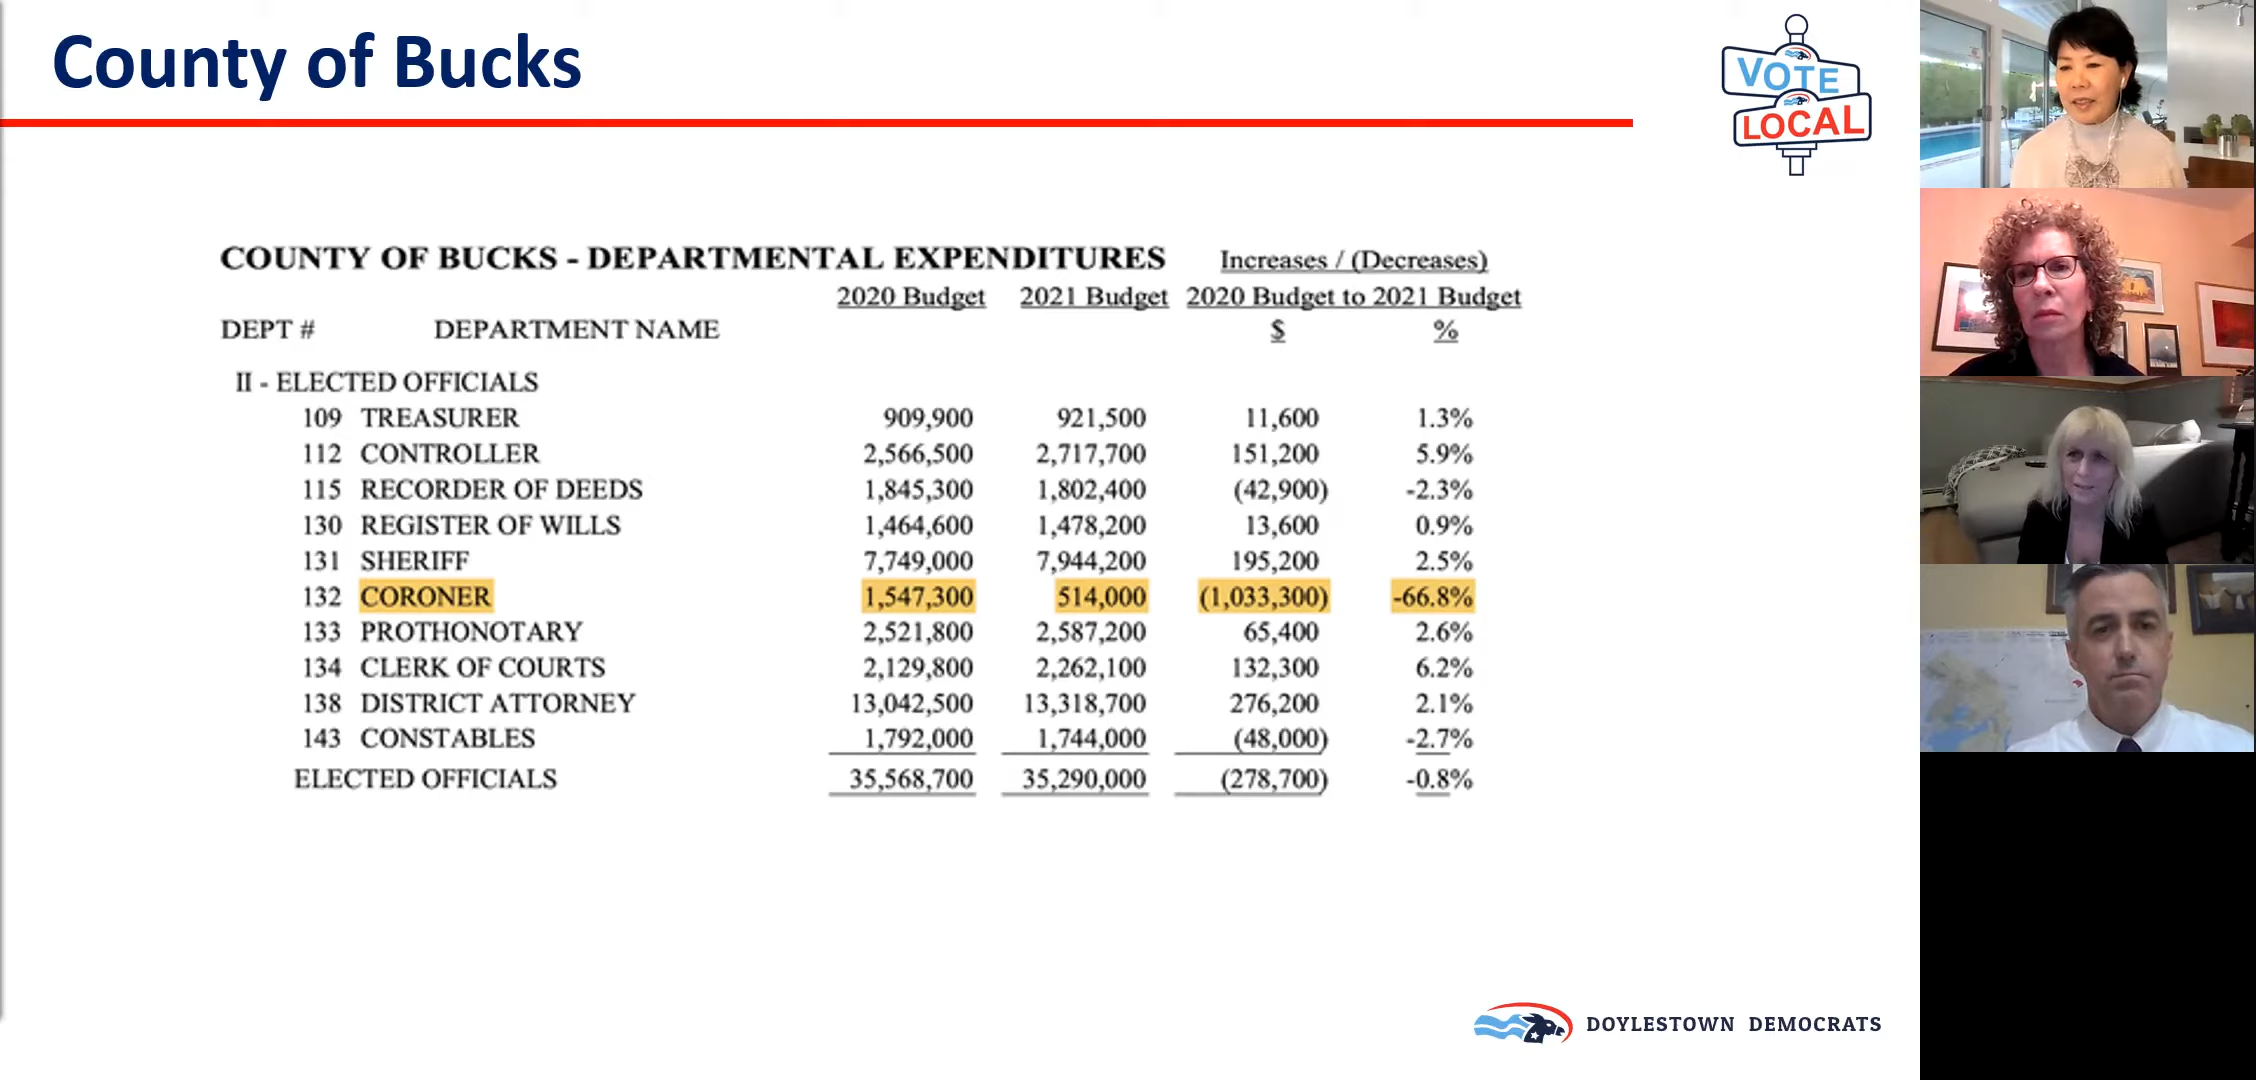 County of Bucks
VOTE
LOCAL
COUNTY OF BUCKS - DEPARTMENTAL EXPENDITURES Increases / (Decreases)
2020 Budget 2021 Budget 2020 Budget to 2021 Budget
DEPT # DEPARTMENT NAME $ %
II - ELECTED OFFICIALS
109 TREASURER 909,900 921,500 11,600 1.3%
112 CONTROLLER 2,566,500 2,717,700 151,200 5.9%
115 RECORDER OF DEEDS 1,845,300 1,802,400 (42,900) -2.3%
130 REGISTER OF WILLS 1,464,600 1,478,200 13,600 0.9%
131 SHERIFF 7,749,000 7,944,200 195,200 2.5%
132 CORONER 1,547,300 514,000 (1,033,300) -66.8%
133 PROTHONOTARY 2,521,800 2,587,200 65,400 2.6%
134 CLERK OF COURTS 2,129,800 2,262,100 132,300 6.2%
138 DISTRICT ATTORNEY 13,042,500 13,318,700 276,200 2.1%
143 CONSTABLES 1,792,000 1,744,000 (48,000) -2.7%
ELECTED OFFICIALS 35,568,700 35,290,000 (278,700) -0.8%
DOYLESTOWN DEMOCRATS